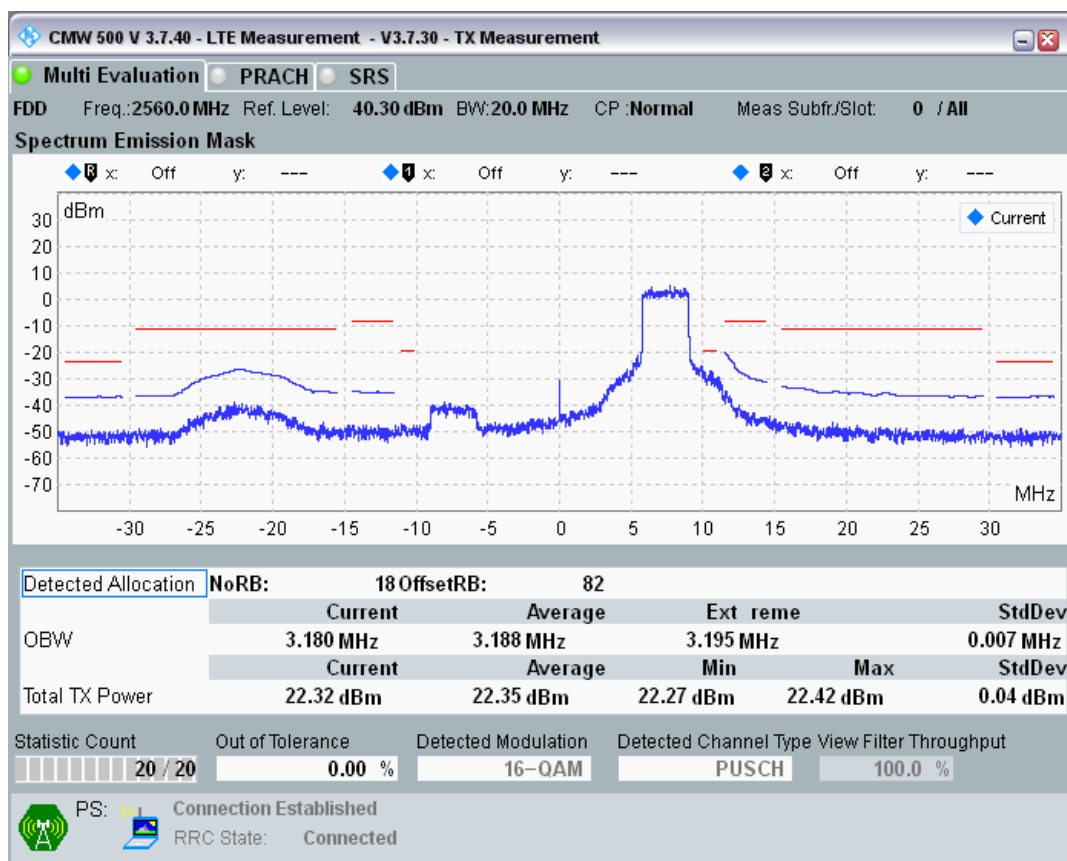 CMW 500 V 3.7.40 - LTE Measurement - V3.7.30 - TX Measurement
Multi Evaluation PRACH SRS
FDD Freq.:2560.0 MHz Ref. Level: 40.30 dBm BW:20.0 MHz CP :Normal Meas Subfr./Slot: 0 / All
Spectrum Emission Mask
R x: Off y: --- 1 x: Off y: --- 2 x: Off y: ---
dBm
Current
30
20
10
0
-10
-20
-30
-40
-50
-60
-70
MHz
-30 -25 -20 -15 -10 -5 0 5 10 15 20 25 30
Detected Allocation NoRB: 18 OffsetRB: 82
Current Average Ext reme StdDev
OBW 3.180 MHz 3.188 MHz 3.195 MHz 0.007 MHz
Current Average Min Max StdDev
Total TX Power 22.32 dBm 22.35 dBm 22.27 dBm 22.42 dBm 0.04 dBm
Statistic Count Out of Tolerance Detected Modulation Detected Channel Type View Filter Throughput
20 / 20 0.00 % 16-QAM PUSCH 100.0 %
PS: Connection Established
RRC State: Connected